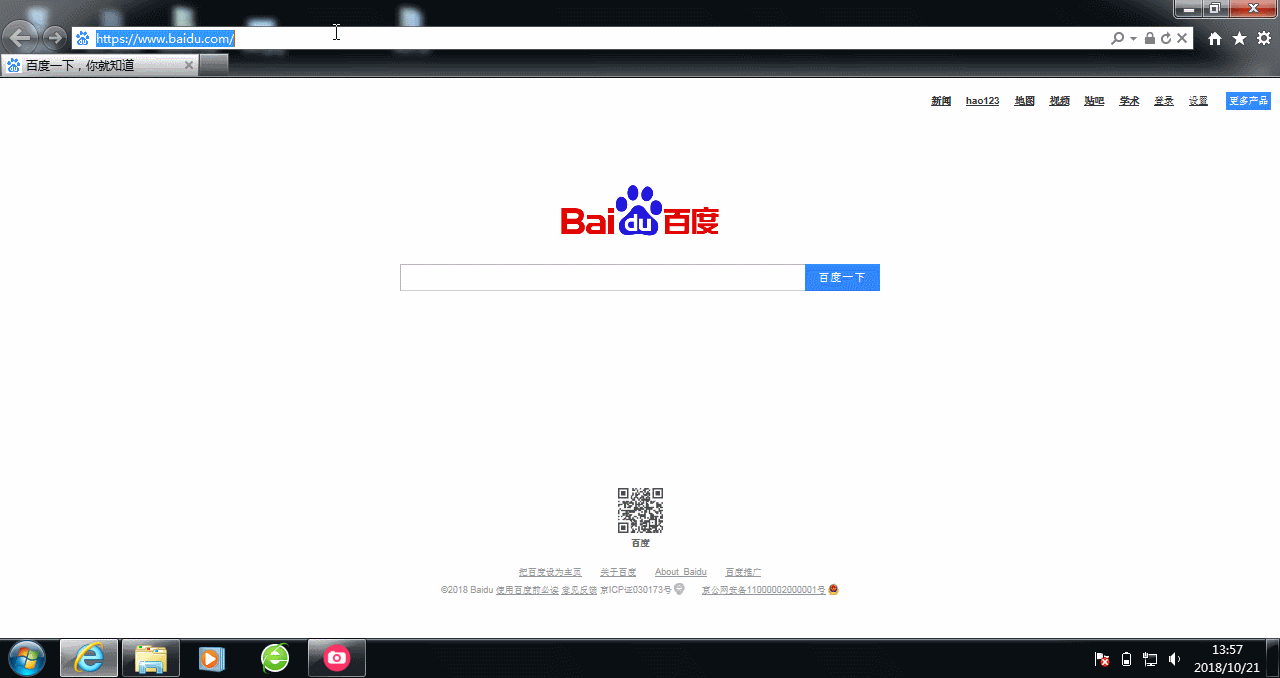 https://www.baidu.com/
百度一下，你就知道
新闻 hao123 地图 视频 贴吧 学术 登录 设置 更多产品
Bai du 百度
百度一下
百度
把百度设为主页 关于百度 About Baidu 百度推广
©2018 Baidu 使用百度前必读 意见反馈 京ICP证030173号 京公网安备11000002000001号
13:57
2018/10/21